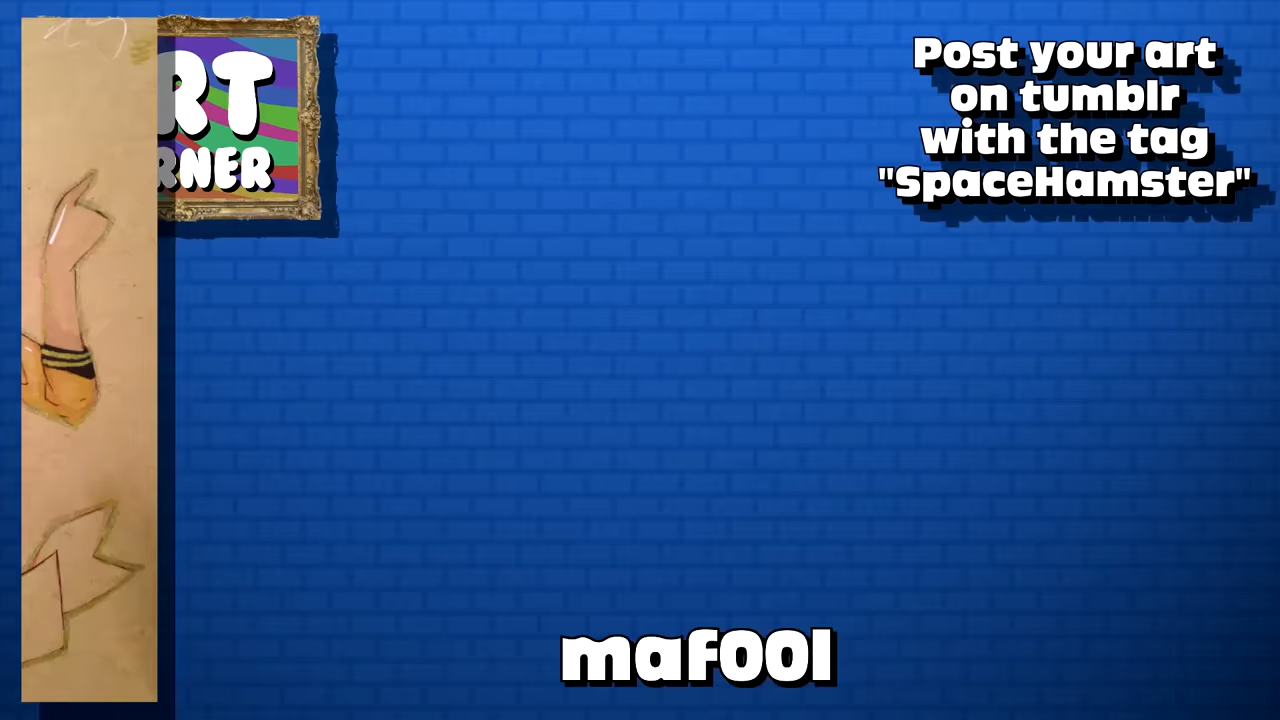 RT
RNER
Post your art
on tumblr
with the tag
"SpaceHamster"
maf00l